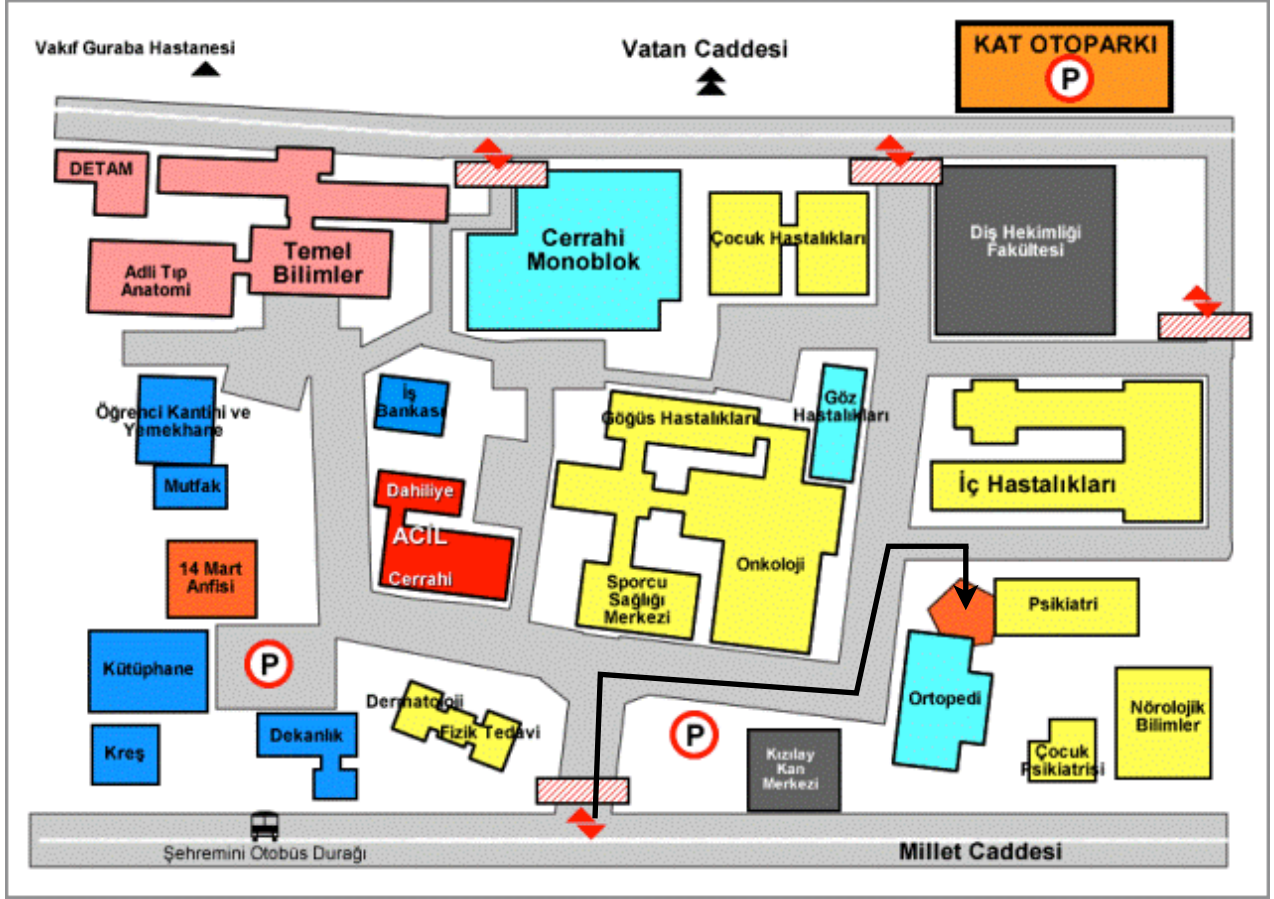 Vakıf Guraba Hastanesi
Vatan Caddesi
KAT OTOPARKI
P
DETAM
Temel
Bilimler
Adli Tıp
Anatomi
Cerrahi
Monoblok
Çocuk Hastalıkları
Diş Hekimliği
Fakültesi
Öğrenci Kantini ve
Yemekhane
Mutfak
İş
Bankası
Göğüs Hastalıkları
Göz
Hastalıkları
İç Hastalıkları
Dahiliye
ACİL
Cerrahi
14 Mart
Anfisi
Sporcu
Sağlığı
Merkezi
Onkoloji
Psikiatri
Kütüphane
P
Dermatoloji
Fizik Tedavi
Ortopedi
Nörolojik
Bilimler
Kreş
Dekanlık
P
Kızılay
Kan
Merkezi
Çocuk
Psikiatrisi
Şehremini Otobüs Durağı
Millet Caddesi